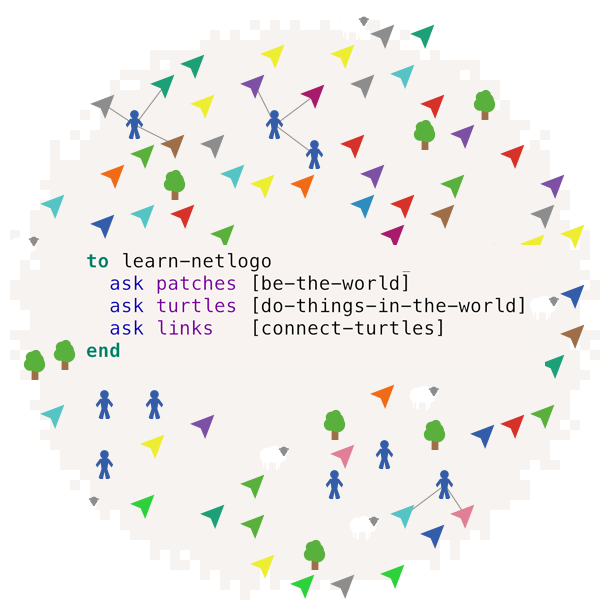 to learn-netlogo
  ask patches [be-the-world]
  ask turtles [do-things-in-the-world]
  ask links   [connect-turtles]
end